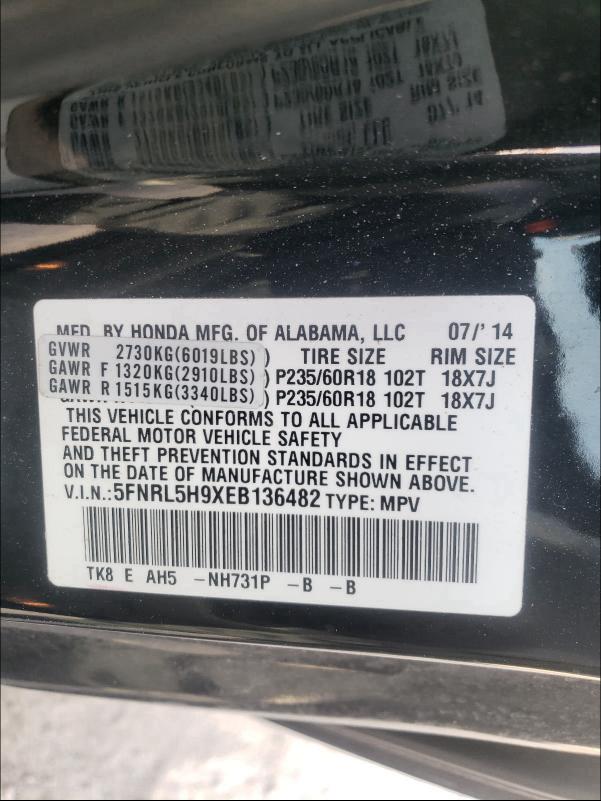 MFD. BY HONDA MFG. OF ALABAMA, LLC 07/'14
GVWR 2730KG(6019LBS) TIRE SIZE RIM SIZE
GAWR F 1320KG(2910LBS) ) P235/60R18 102T 18X7J
GAWR R 1515KG(3340LBS) ) P235/60R18 102T 18X7J
THIS VEHICLE CONFORMS TO ALL APPLICABLE
FEDERAL MOTOR VEHICLE SAFETY
AND THEFT PREVENTION STANDARDS IN EFFECT
ON THE DATE OF MANUFACTURE SHOWN ABOVE.
V.I.N.:5FNRL5H9XEB136482 TYPE: MPV
TK8 E AH5 -NH731P -B -B